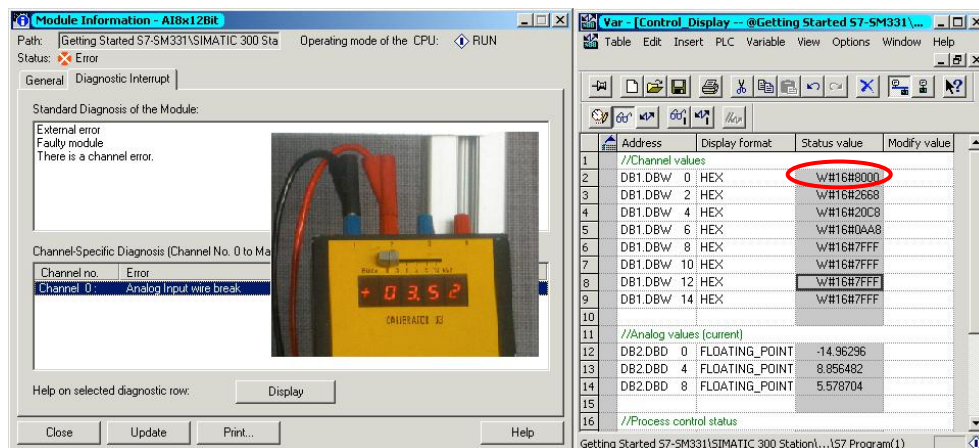 Module Information - AI8x12Bit
Path: Getting Started S7-SM331\SIMATIC 300 Sta Operating mode of the CPU: RUN
Status: Error
General Diagnostic Interrupt
Standard Diagnosis of the Module:
External error
Faulty module
There is a channel error.
Channel-Specific Diagnosis (Channel No. 0 to Ma
Channel no. Error
Channel 0: Analog Input wire break
+ 03.52
CALIBRATOR
Help on selected diagnostic row: Display
Close Update Print... Help
Var - [Control_Display -- @Getting Started S7-SM331\...
Table Edit Insert PLC Variable View Options Window Help
Address Display format Status value Modify value
1 //Channel values
2 DB1.DBW 0 HEX W#16#8000
3 DB1.DBW 2 HEX W#16#2668
4 DB1.DBW 4 HEX W#16#20C8
5 DB1.DBW 6 HEX W#16#0AA8
6 DB1.DBW 8 HEX W#16#7FFF
7 DB1.DBW 10 HEX W#16#7FFF
8 DB1.DBW 12 HEX W#16#7FFF
9 DB1.DBW 14 HEX W#16#7FFF
10
11 //Analog values (current)
12 DB2.DBD 0 FLOATING_POINT -14.96296
13 DB2.DBD 4 FLOATING_POINT 8.856482
14 DB2.DBD 8 FLOATING_POINT 5.578704
15
16 //Process control status
Getting Started S7-SM331\SIMATIC 300 Station\...\S7 Program(1)